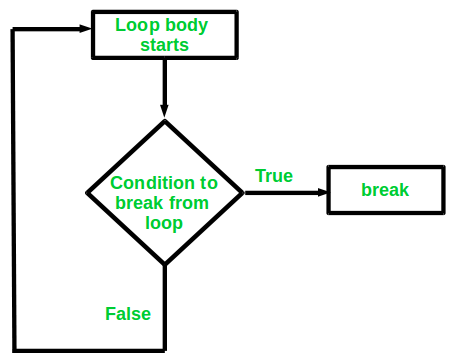 Loop body
starts
Condition to
break from
loop
True
break
False